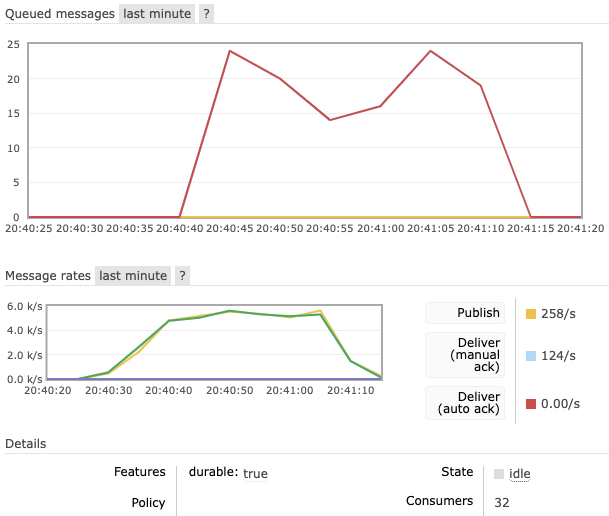 Queued messages last minute ?
25
20
15
10
5
0
20:40:25 20:40:30 20:40:35 20:40:40 20:40:45 20:40:50 20:40:55 20:41:00 20:41:05 20:41:10 20:41:15 20:41:20
Message rates last minute ?
6.0 k/s
4.0 k/s
2.0 k/s
0.0 k/s
20:40:20 20:40:30 20:40:40 20:40:50 20:41:00 20:41:10
Publish 258/s
Deliver
(manual
ack)
124/s
Deliver
(auto ack)
0.00/s
Details
Features durable: true
Policy
State idle
Consumers 32